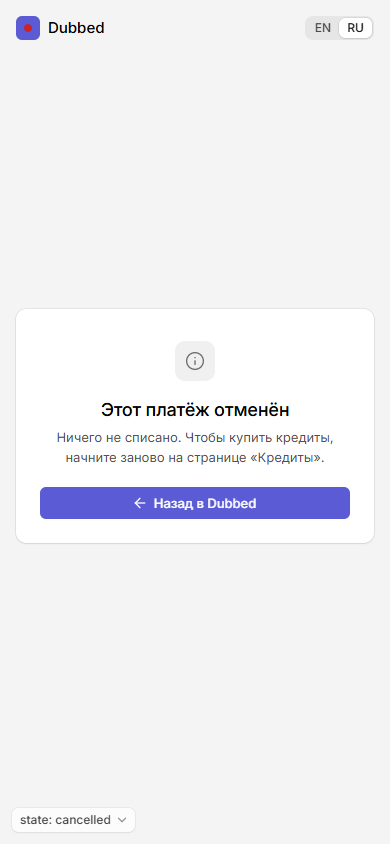 Dubbed
EN RU
Этот платёж отменён
Ничего не списано. Чтобы купить кредиты,
начните заново на странице «Кредиты».
Назад в Dubbed
state: cancelled